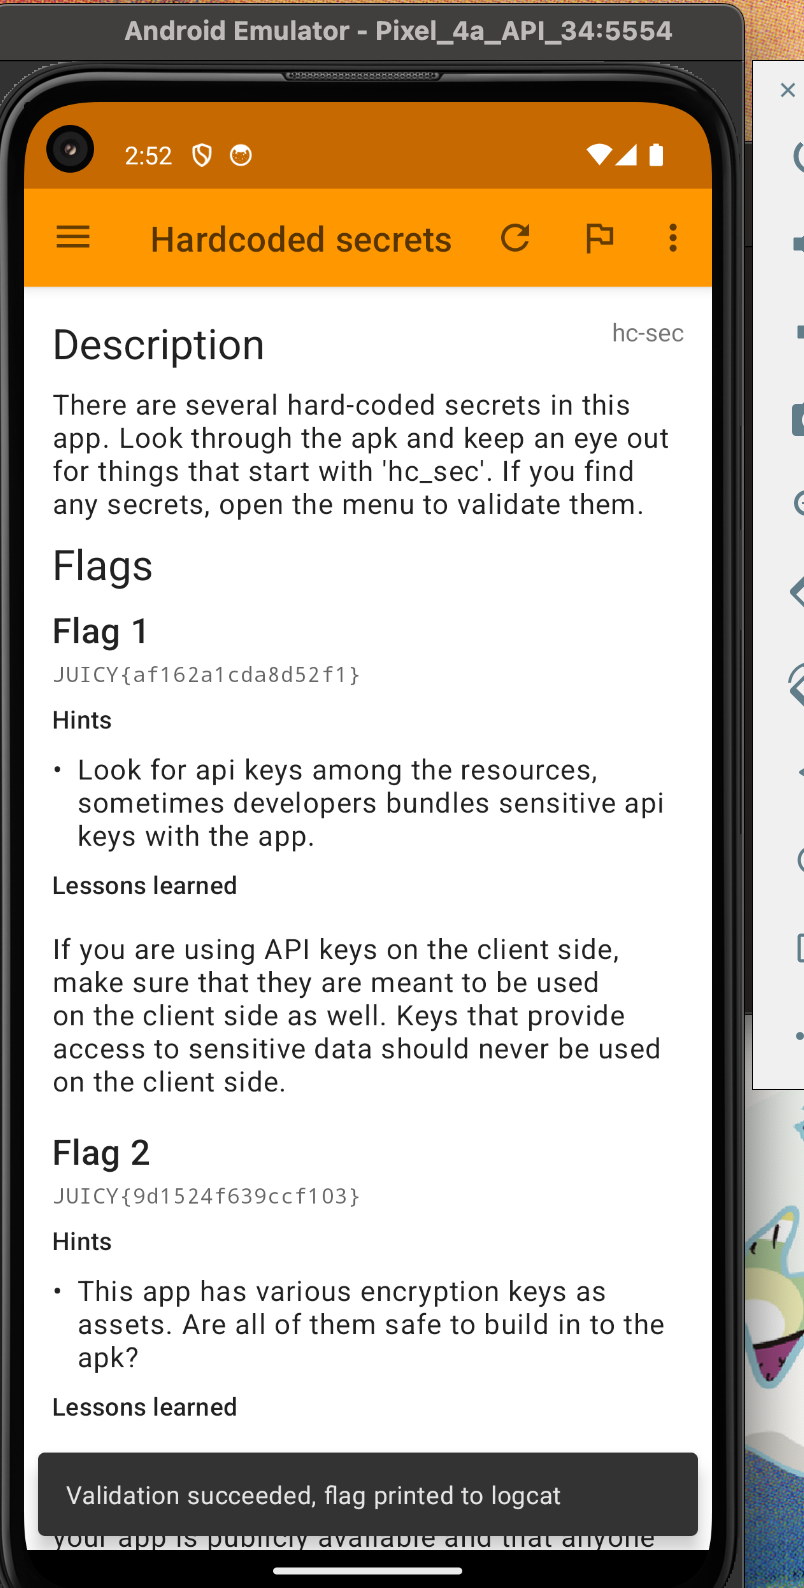 Android Emulator - Pixel_4a_API_34:5554
2:52
Hardcoded secrets
Description
hc-sec
There are several hard-coded secrets in this
app. Look through the apk and keep an eye out
for things that start with 'hc_sec'. If you find
any secrets, open the menu to validate them.
Flags
Flag 1
JUICY{af162a1cda8d52f1}
Hints
• Look for api keys among the resources,
sometimes developers bundles sensitive api
keys with the app.
Lessons learned
If you are using API keys on the client side,
make sure that they are meant to be used
on the client side as well. Keys that provide
access to sensitive data should never be used
on the client side.
Flag 2
JUICY{9d1524f639ccf103}
Hints
• This app has various encryption keys as
assets. Are all of them safe to build in to the
apk?
Lessons learned
Validation succeeded, flag printed to logcat
your app is publicly available and that anyone